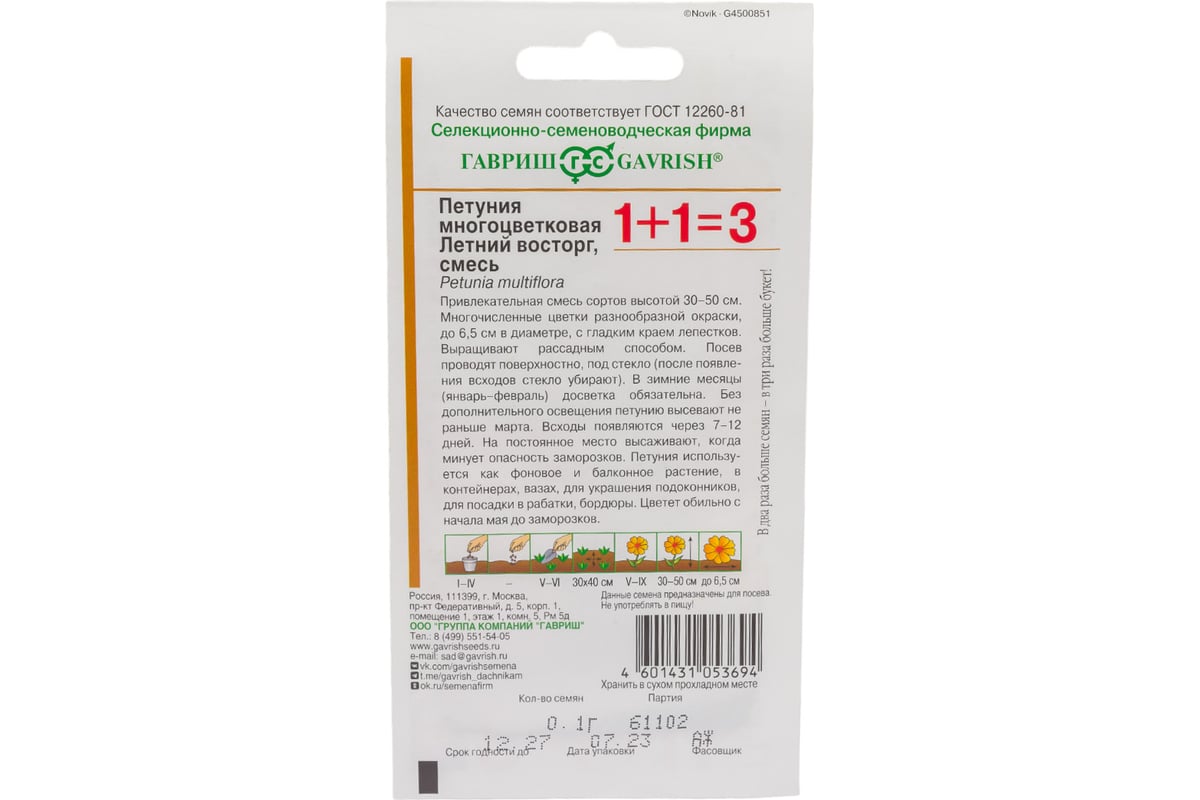 ©Novik · G4500851
Качество семян соответствует ГОСТ 12260-81
Селекционно-семеноводческая фирма
ГАВРИШ ГС GAVRISH®
Петуния
многоцветковая
Летний восторг,
смесь
1+1=3
Petunia multiflora
Привлекательная смесь сортов высотой 30–50 см.
Многочисленные цветки разнообразной окраски,
до 6,5 см в диаметре, с гладким краем лепестков.
Выращивают рассадным способом. Посев
проводят поверхностно, под стекло (после появле-
ния всходов стекло убирают). В зимние месяцы
(январь–февраль) досветка обязательна. Без
дополнительного освещения петунию высевают не
раньше марта. Всходы появляются через 7–12
дней. На постоянное место высаживают, когда
минует опасность заморозков. Петуния использу-
ется как фоновое и балконное растение, в
контейнерах, вазах, для украшения подоконников,
для посадки в рабатки, бордюры. Цветет обильно с
начала мая до заморозков.
В два раза больше семян – в три раза больше букет!
I–IV – V–VI 30x40 см V–IX 30–50 см до 6,5 см
Россия, 111399, г. Москва,
пр-кт Федеративный, д. 5, корп. 1,
помещение 1, этаж 1, комн. 5, Рм 5д
ООО "ГРУППА КОМПАНИЙ "ГАВРИШ"
Тел.: 8 (499) 551-54-05
www.gavrishseeds.ru
e-mail: sad@gavrish.ru
vk.com/gavrishsemena
t.me/gavrish_dachnikam
ok.ru/semenafirm
Данные семена предназначены для посева.
Не употреблять в пищу!
4 601431 053694
Хранить в сухом прохладном месте
Кол-во семян Партия
0.1г 61102
12.27 07.23 ДЖ
Срок годности до Дата упаковки Фасовщик